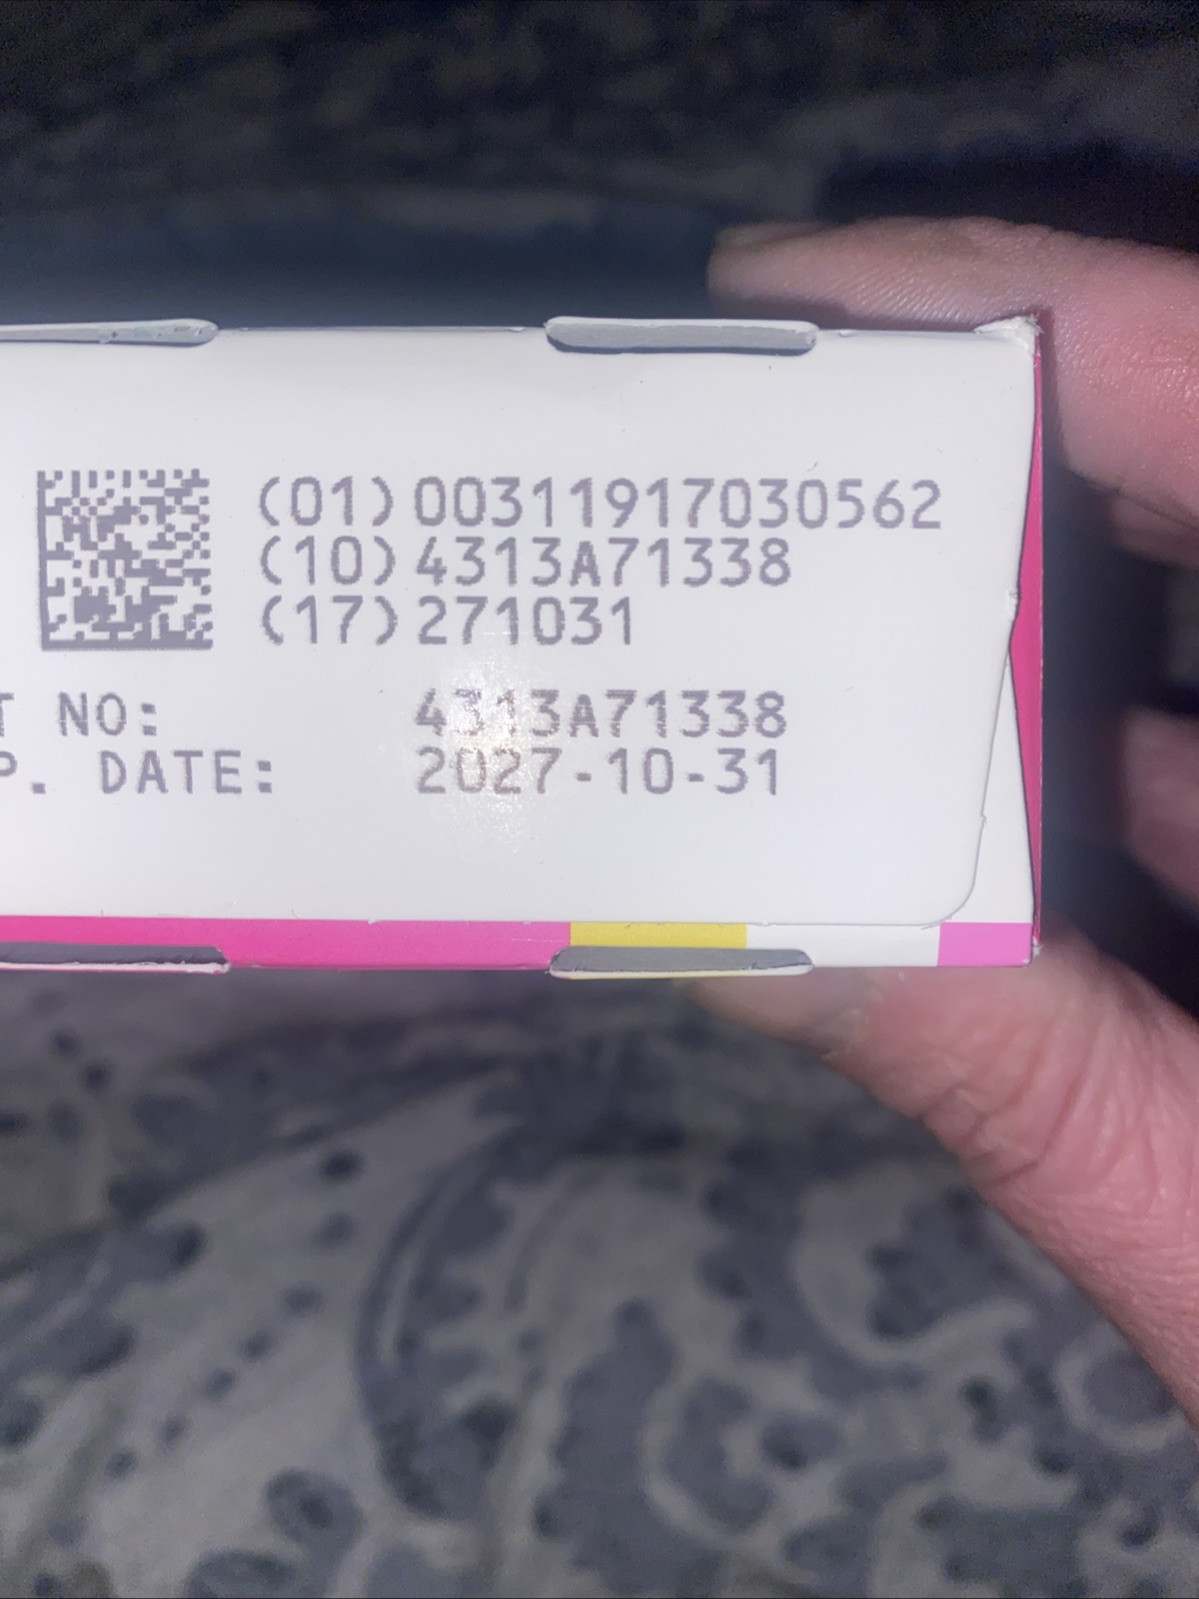 (01)00311917030562
(10)4313A71338
(17)271031
T NO: 4313A71338
P. DATE: 2027-10-31